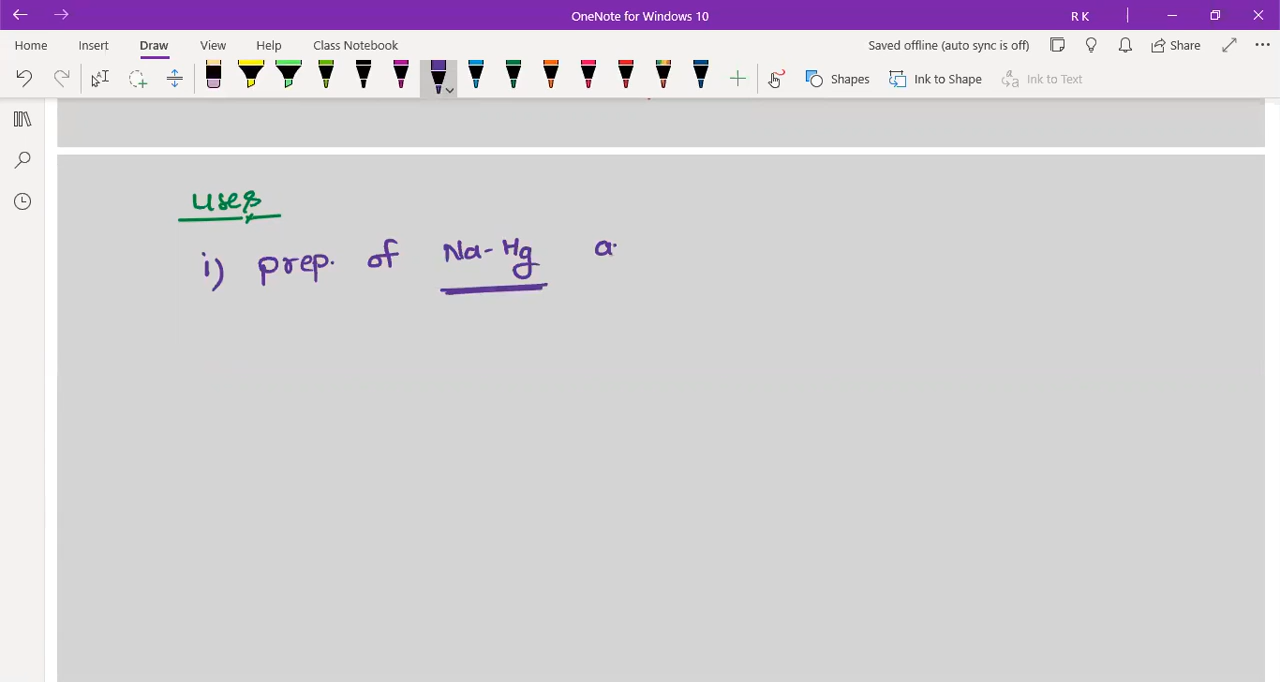 OneNote for Windows 10
R K
Home Insert Draw View Help Class Notebook
Saved offline (auto sync is off) Share
Shapes Ink to Shape Ink to Text
uses
i) prep. of Na-Hg a